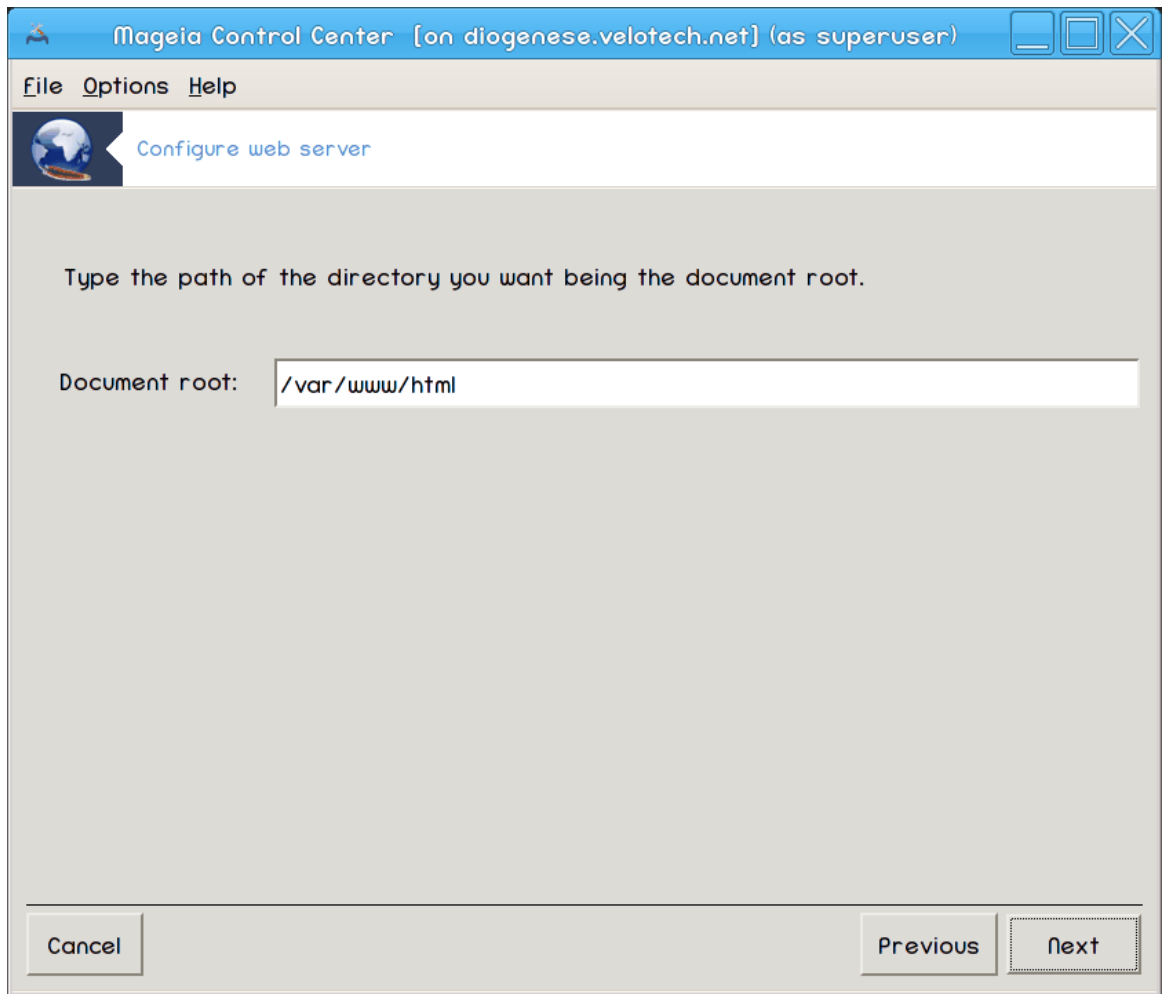 Mageia Control Center [on diogenese.velotech.net] (as superuser)
File Options Help
Configure web server
Type the path of the directory you want being the document root.
Document root: /var/www/html
Cancel Previous Next